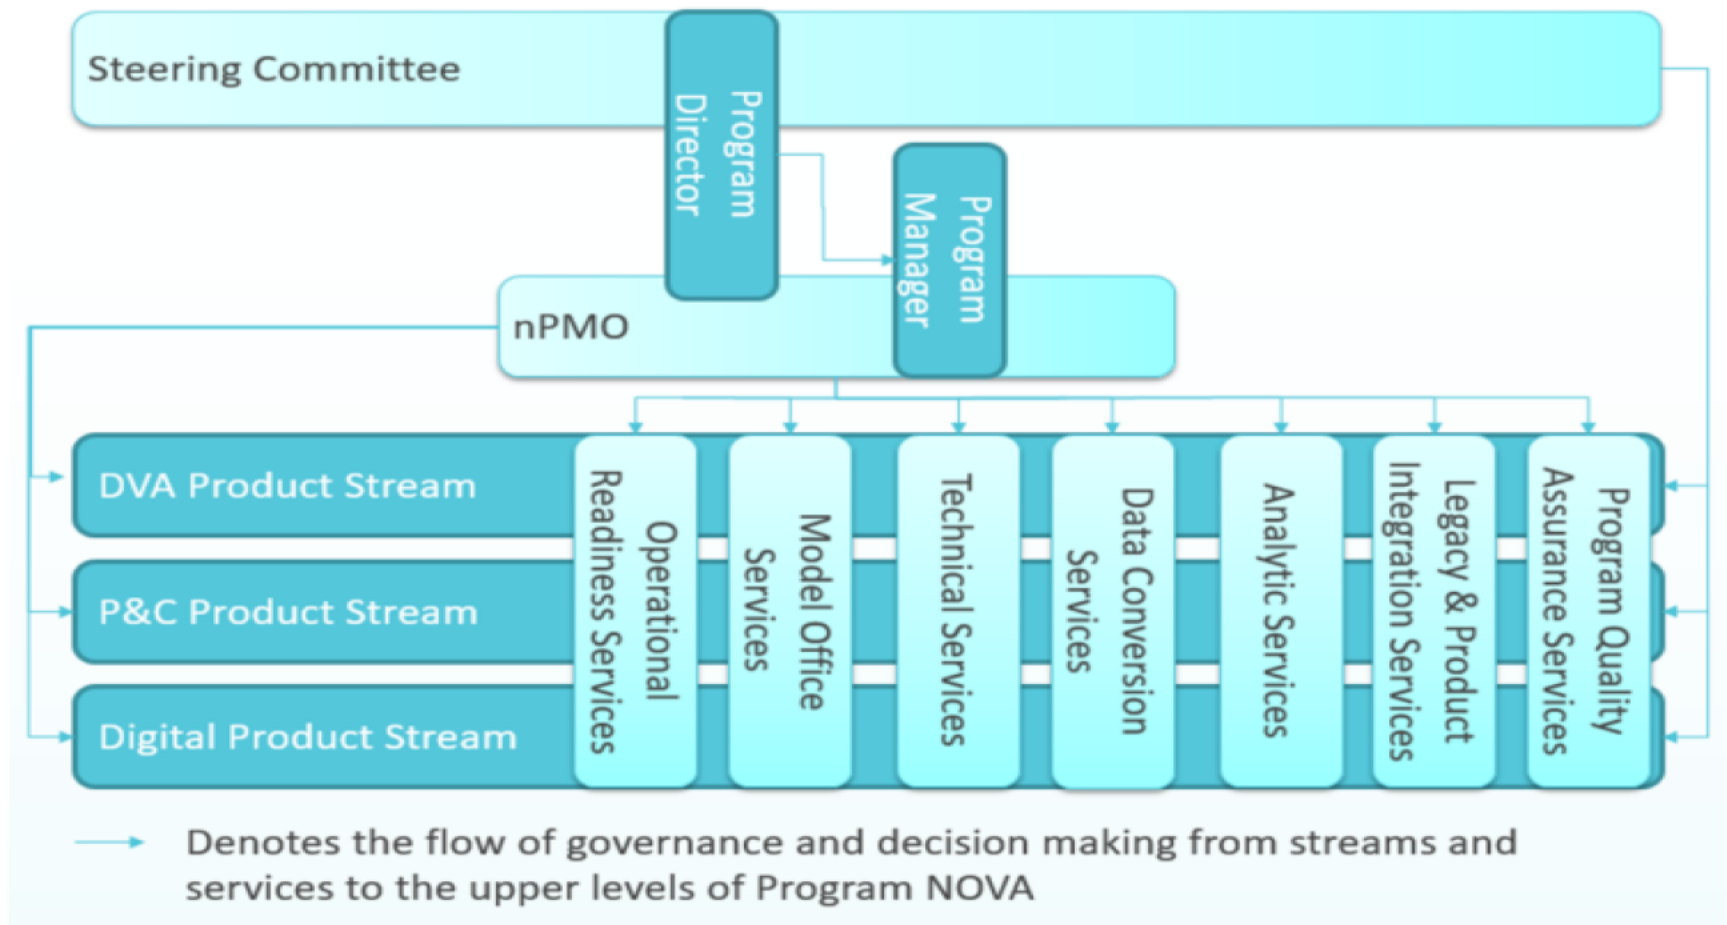 Steering Committee
Program
Director
Program
Manager
nPMO
DVA Product Stream
P&C Product Stream
Digital Product Stream
Operational
Readiness Services
Model Office
Services
Technical Services
Data Conversion
Services
Analytic Services
Legacy & Product
Integration Services
Program Quality
Assurance Services
Denotes the flow of governance and decision making from streams and
services to the upper levels of Program NOVA